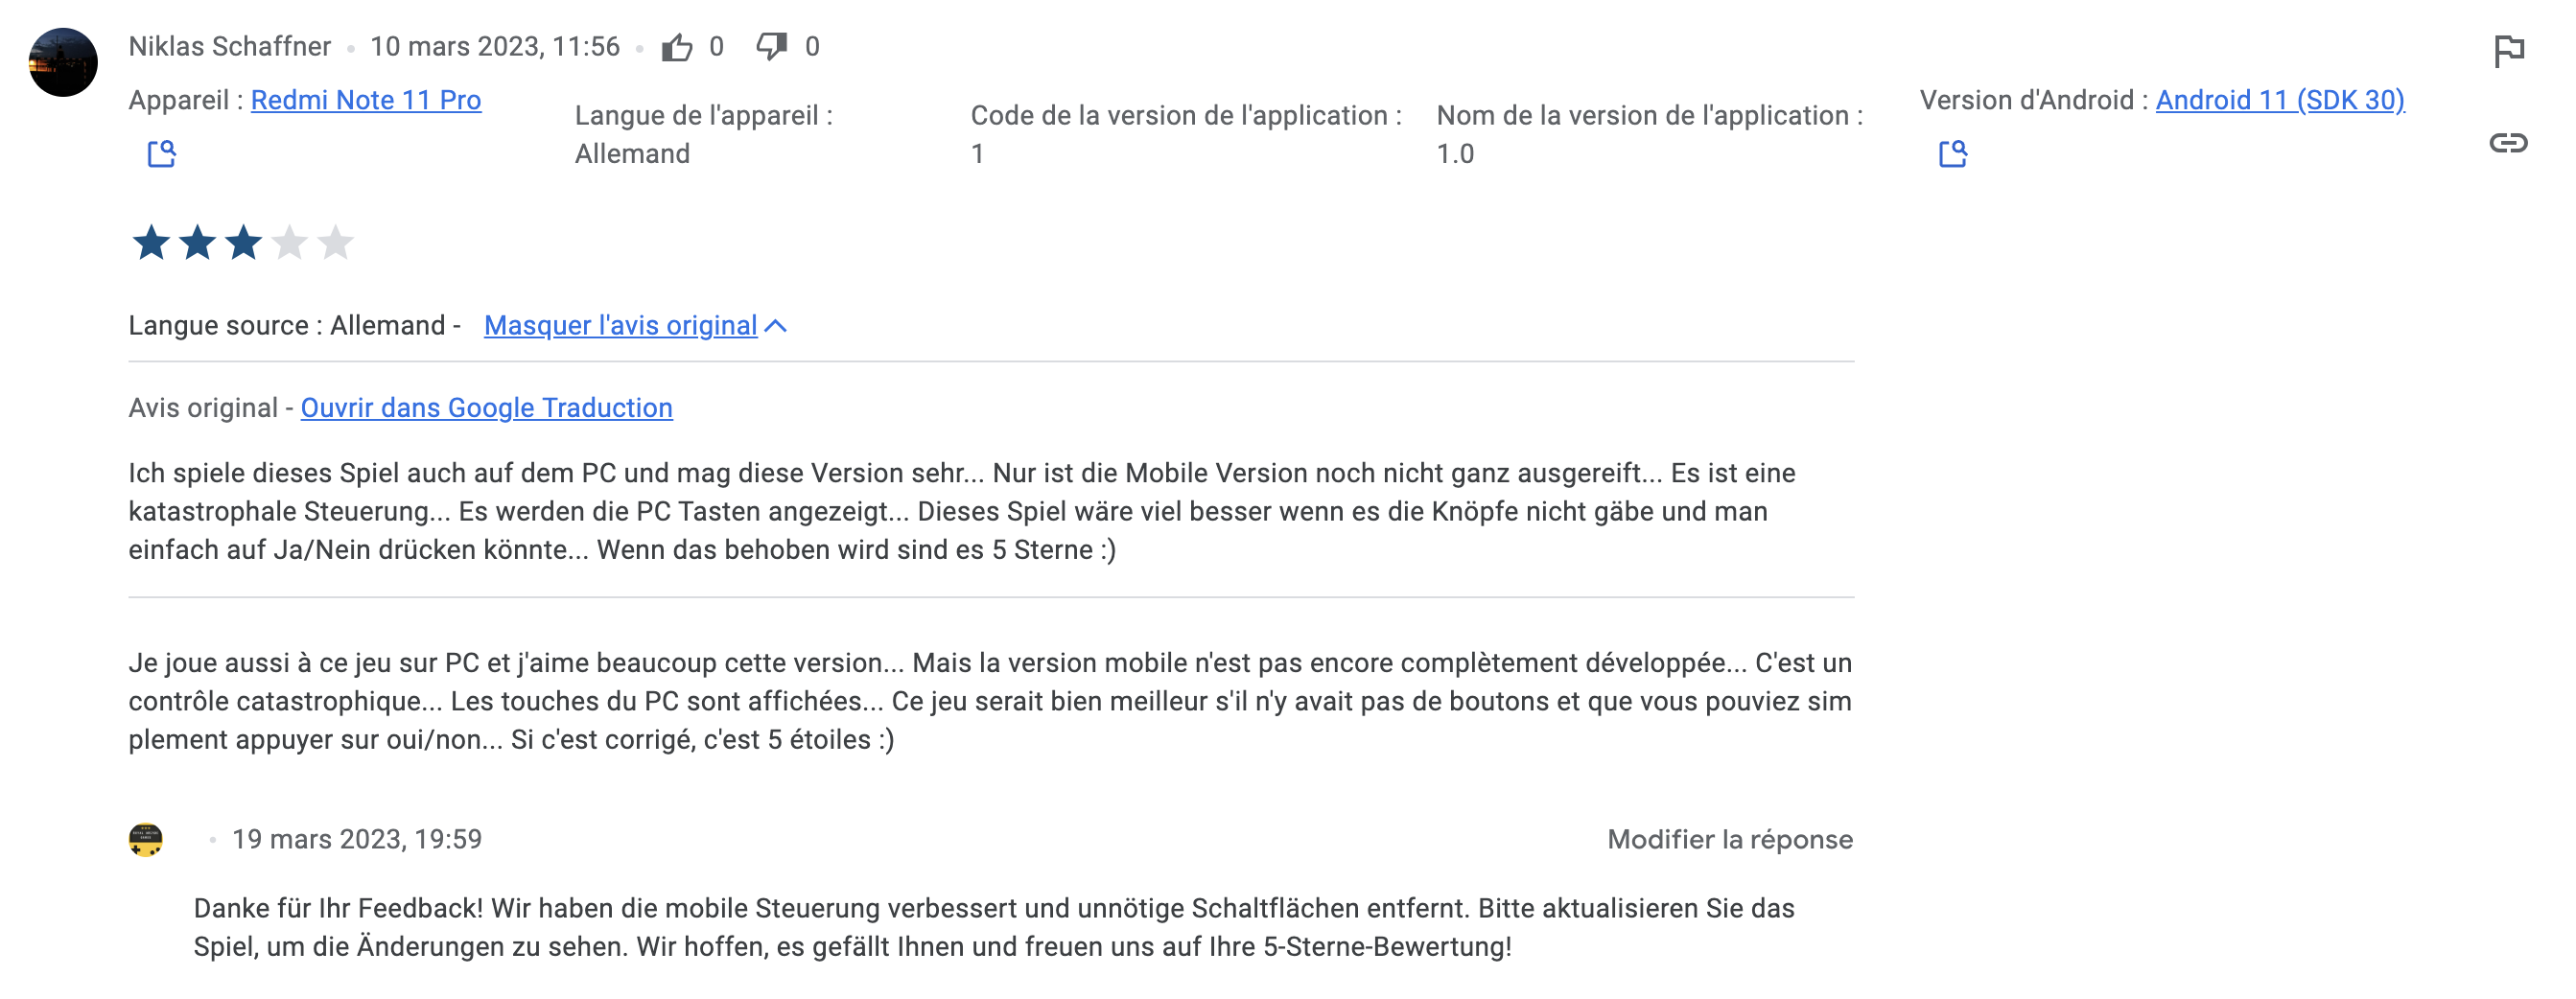 Niklas Schaffner • 10 mars 2023, 11:56 • 0 0
Appareil : Redmi Note 11 Pro
Langue de l'appareil :
Allemand
Code de la version de l'application :
1
Nom de la version de l'application :
1.0
Version d'Android : Android 11 (SDK 30)
Langue source : Allemand - Masquer l'avis original
Avis original - Ouvrir dans Google Traduction
Ich spiele dieses Spiel auch auf dem PC und mag diese Version sehr... Nur ist die Mobile Version noch nicht ganz ausgereift... Es ist eine
katastrophale Steuerung... Es werden die PC Tasten angezeigt... Dieses Spiel wäre viel besser wenn es die Knöpfe nicht gäbe und man
einfach auf Ja/Nein drücken könnte... Wenn das behoben wird sind es 5 Sterne :)
Je joue aussi à ce jeu sur PC et j'aime beaucoup cette version... Mais la version mobile n'est pas encore complètement développée... C'est un
contrôle catastrophique... Les touches du PC sont affichées... Ce jeu serait bien meilleur s'il n'y avait pas de boutons et que vous pouviez sim
plement appuyer sur oui/non... Si c'est corrigé, c'est 5 étoiles :)
• 19 mars 2023, 19:59
Modifier la réponse
Danke für Ihr Feedback! Wir haben die mobile Steuerung verbessert und unnötige Schaltflächen entfernt. Bitte aktualisieren Sie das
Spiel, um die Änderungen zu sehen. Wir hoffen, es gefällt Ihnen und freuen uns auf Ihre 5-Sterne-Bewertung!